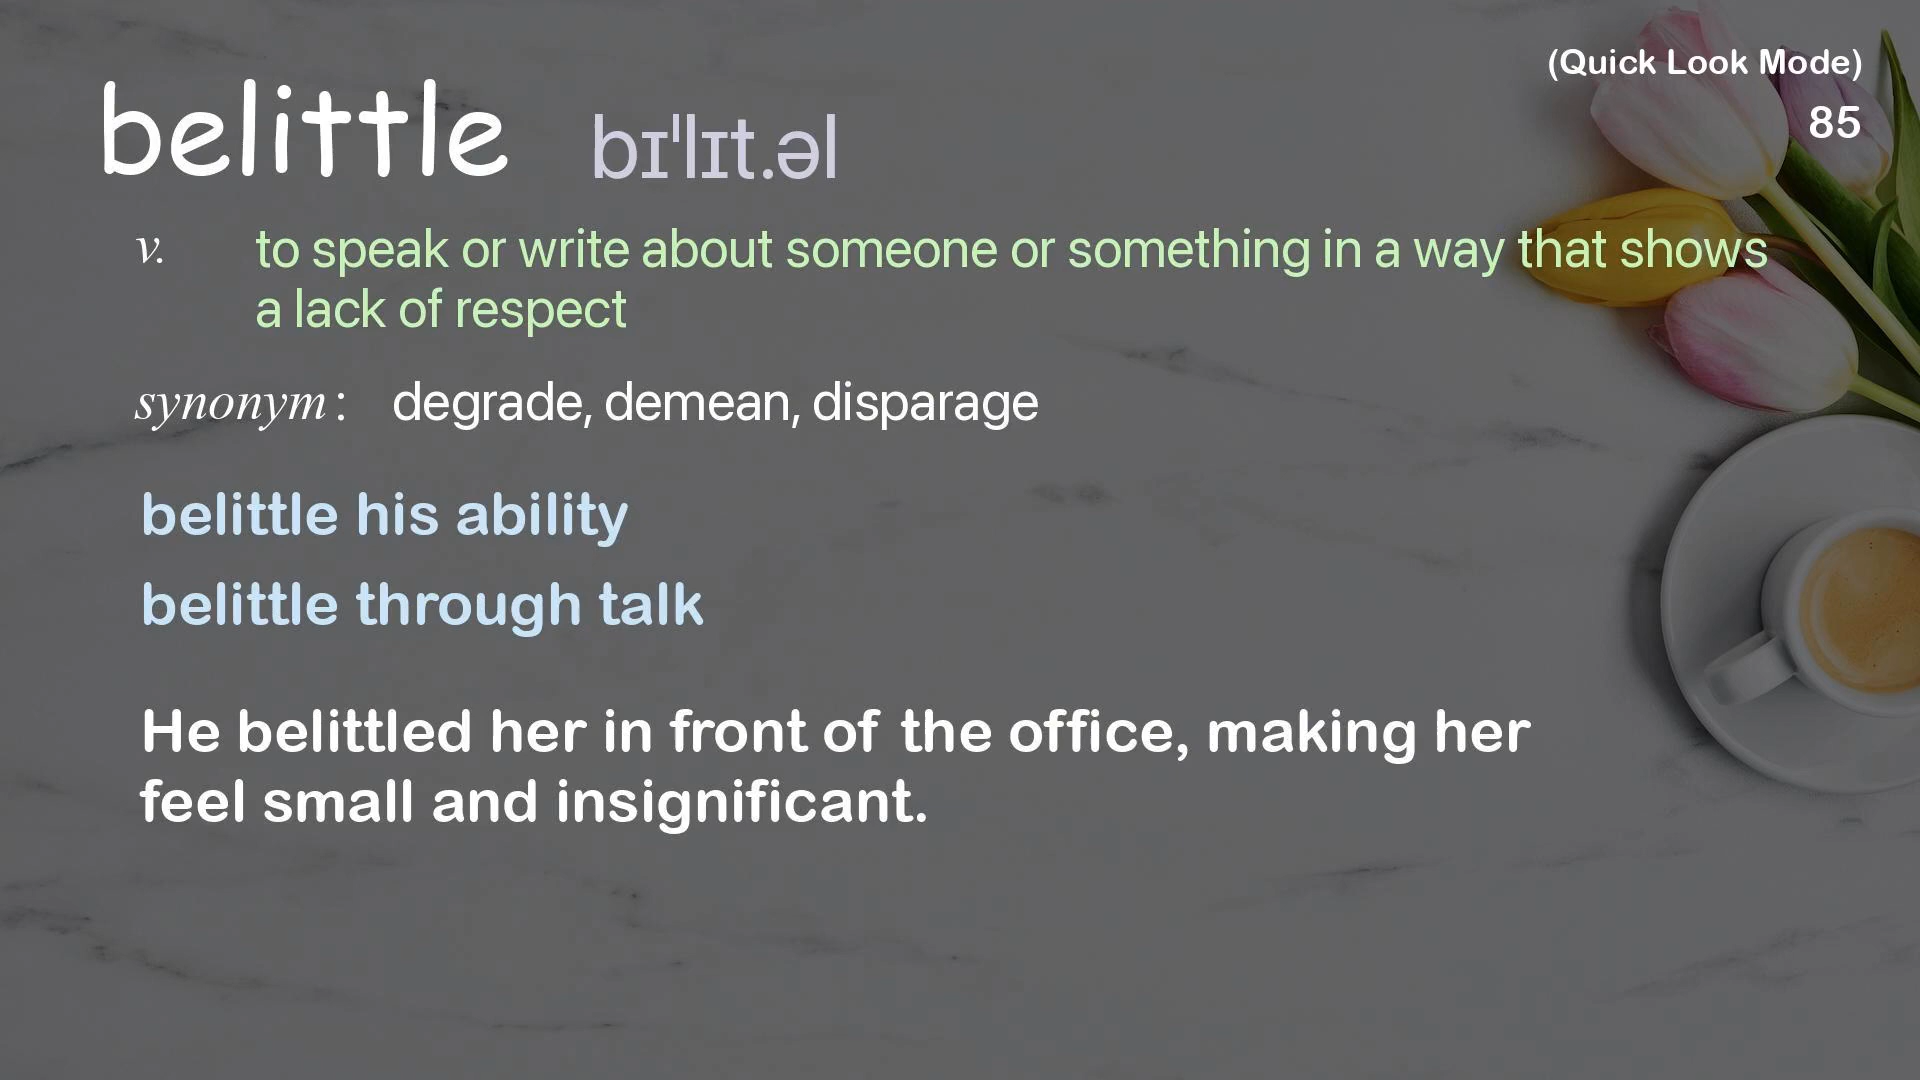 (Quick Look Mode)
85
belittle bɪˈlɪt.əl
v. to speak or write about someone or something in a way that shows
a lack of respect
synonym: degrade, demean, disparage
belittle his ability
belittle through talk
He belittled her in front of the office, making her
feel small and insignificant.